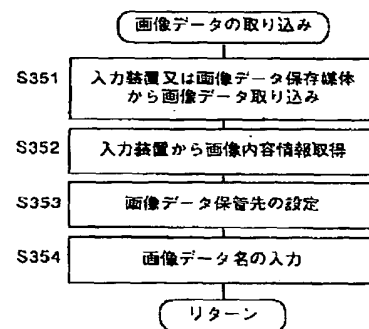 画像データの取り込み
S351
入力装置又は画像データ保存媒体
から画像データ取り込み
S352
入力装置から画像内容情報取得
S353
画像データ保管先の設定
S354
画像データ名の入力
リターン